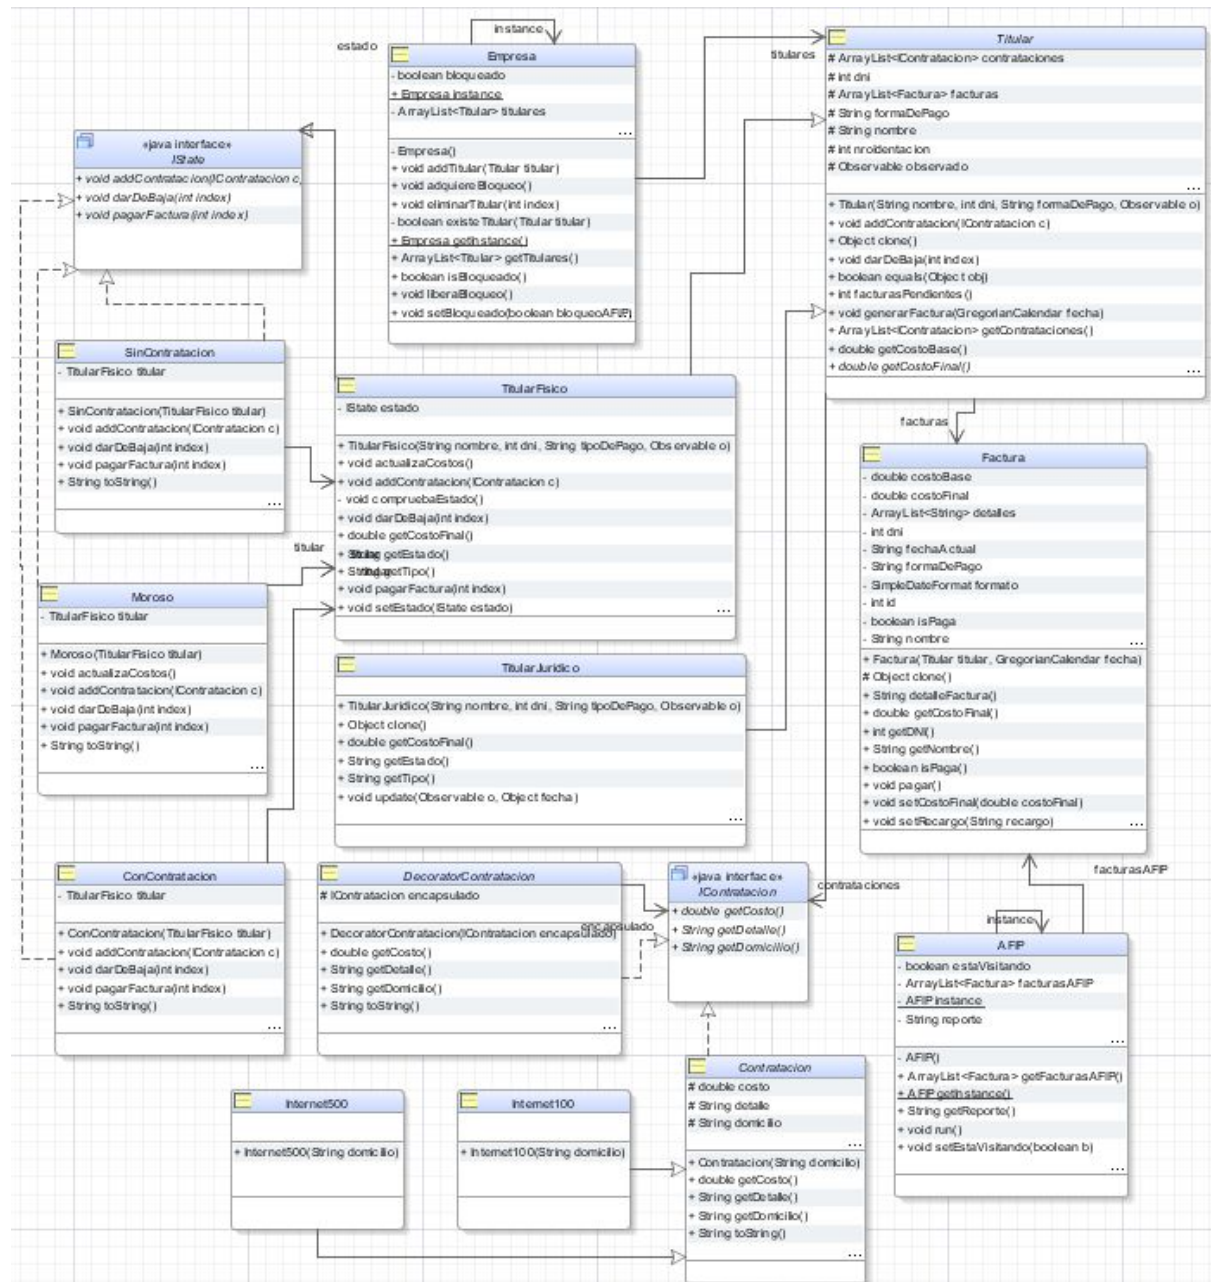 instance
estado
Empresa
- boolean bloqueado
+ Empresa instance
- ArrayList<Titular> titulares
...
- Empresa()
+ void addTitular(Titular titular)
+ void adquiereBloqueo()
+ void eliminarTitular(int index)
- boolean existeTitular(Titular titular)
+ Empresa getInstance()
+ ArrayList<Titular> getTitulares()
+ boolean isBloqueado()
+ void liberaBloqueo()
+ void setBloqueado(boolean bloqueoAFIP)
titulares
Titular
# ArrayList<IContratacion> contrataciones
# int dni
# ArrayList<Factura> facturas
# String formaDePago
# String nombre
# int nroidentacion
# Observable observado
...
+ Titular(String nombre, int dni, String formaDePago, Observable o)
+ void addContratacion(IContratacion c)
+ Object clone()
+ void darDeBaja(int index)
+ boolean equals(Object obj)
+ int facturasPendientes()
+ void generarFactura(GregorianCalendar fecha)
+ ArrayList<IContratacion> getContrataciones()
+ double getCostoBase()
+ double getCostoFinal()
...
«java interface»
IState
+ void addContratacion(IContratacion c,
+ void darDeBaja(int index)
+ void pagarFactura(int index)
SinContratacion
- TitularFisico titular
+ SinContratacion(TitularFisico titular)
+ void addContratacion(IContratacion c)
+ void darDeBaja(int index)
+ void pagarFactura(int index)
+ String toString()
...
TitularFisico
- IState estado
+ TitularFisico(String nombre, int dni, String tipoDePago, Observable o)
+ void actualizaCostos()
+ void addContratacion(IContratacion c)
- void compruebaEstado()
+ void darDeBaja(int index)
+ double getCostoFinal()
+ String getEstado()
+ String getTipo()
+ void pagarFactura(int index)
+ void setEstado(IState estado)
...
facturas
Factura
- double costoBase
- double costoFinal
- ArrayList<String> detalles
- int dni
- String fechaActual
- String formaDePago
- SimpleDateFormat formato
- int id
- boolean isPaga
- String nombre
...
+ Factura(Titular titular, GregorianCalendar fecha)
# Object clone()
+ String detalleFactura()
+ double getCostoFinal()
+ int getDNI()
+ String getNombre()
+ boolean isPaga()
+ void pagar()
+ void setCostoFinal(double costoFinal)
+ void setRecargo(String recargo)
...
titular
Moroso
- TitularFisico titular
+ Moroso(TitularFisico titular)
+ void actualizaCostos()
+ void addContratacion(IContratacion c)
+ void darDeBaja(int index)
+ void pagarFactura(int index)
+ String toString()
...
TitularJuridico
+ TitularJuridico(String nombre, int dni, String tipoDePago, Observable o)
+ Object clone()
+ double getCostoFinal()
+ String getEstado()
+ String getTipo()
+ void update(Observable o, Object fecha)
...
ConContratacion
- TitularFisico titular
+ ConContratacion(TitularFisico titular)
+ void addContratacion(IContratacion c)
+ void darDeBaja(int index)
+ void pagarFactura(int index)
+ String toString()
...
DecoratorContratacion
# IContratacion encapsulado
+ DecoratorContratacion(IContratacion encapsulado)
+ double getCosto()
+ String getDetalle()
+ String getDomicilio()
+ String toString()
...
encapsulado
«java interface»
IContratacion
+ double getCosto()
+ String getDetalle()
+ String getDomicilio()
contrataciones
facturasAFIP
instance
AFIP
- boolean estaVisitando
- ArrayList<Factura> facturasAFIP
- AFIP instance
- String reporte
...
- AFIP()
+ ArrayList<Factura> getFacturasAFIP()
+ AFIP getInstance()
+ String getReporte()
+ void run()
+ void setEstaVisitando(boolean b)
...
Internet500
+ Internet500(String domicilio)
Internet100
+ Internet100(String domicilio)
Contratacion
# double costo
# String detalle
# String domicilio
...
+ Contratacion(String domicilio)
+ double getCosto()
+ String getDetalle()
+ String getDomicilio()
+ String toString()
...